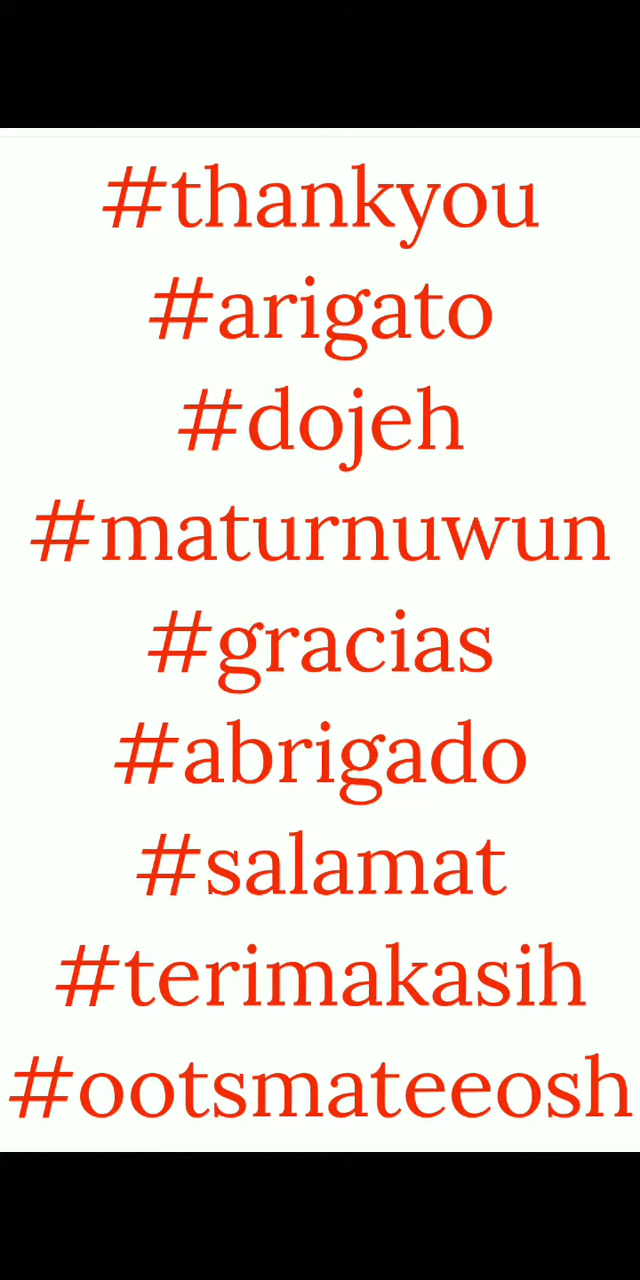 #thankyou
#arigato
#dojeh
#maturnuwun
#gracias
#abrigado
#salamat
#terimakasih
#ootsmateeosh